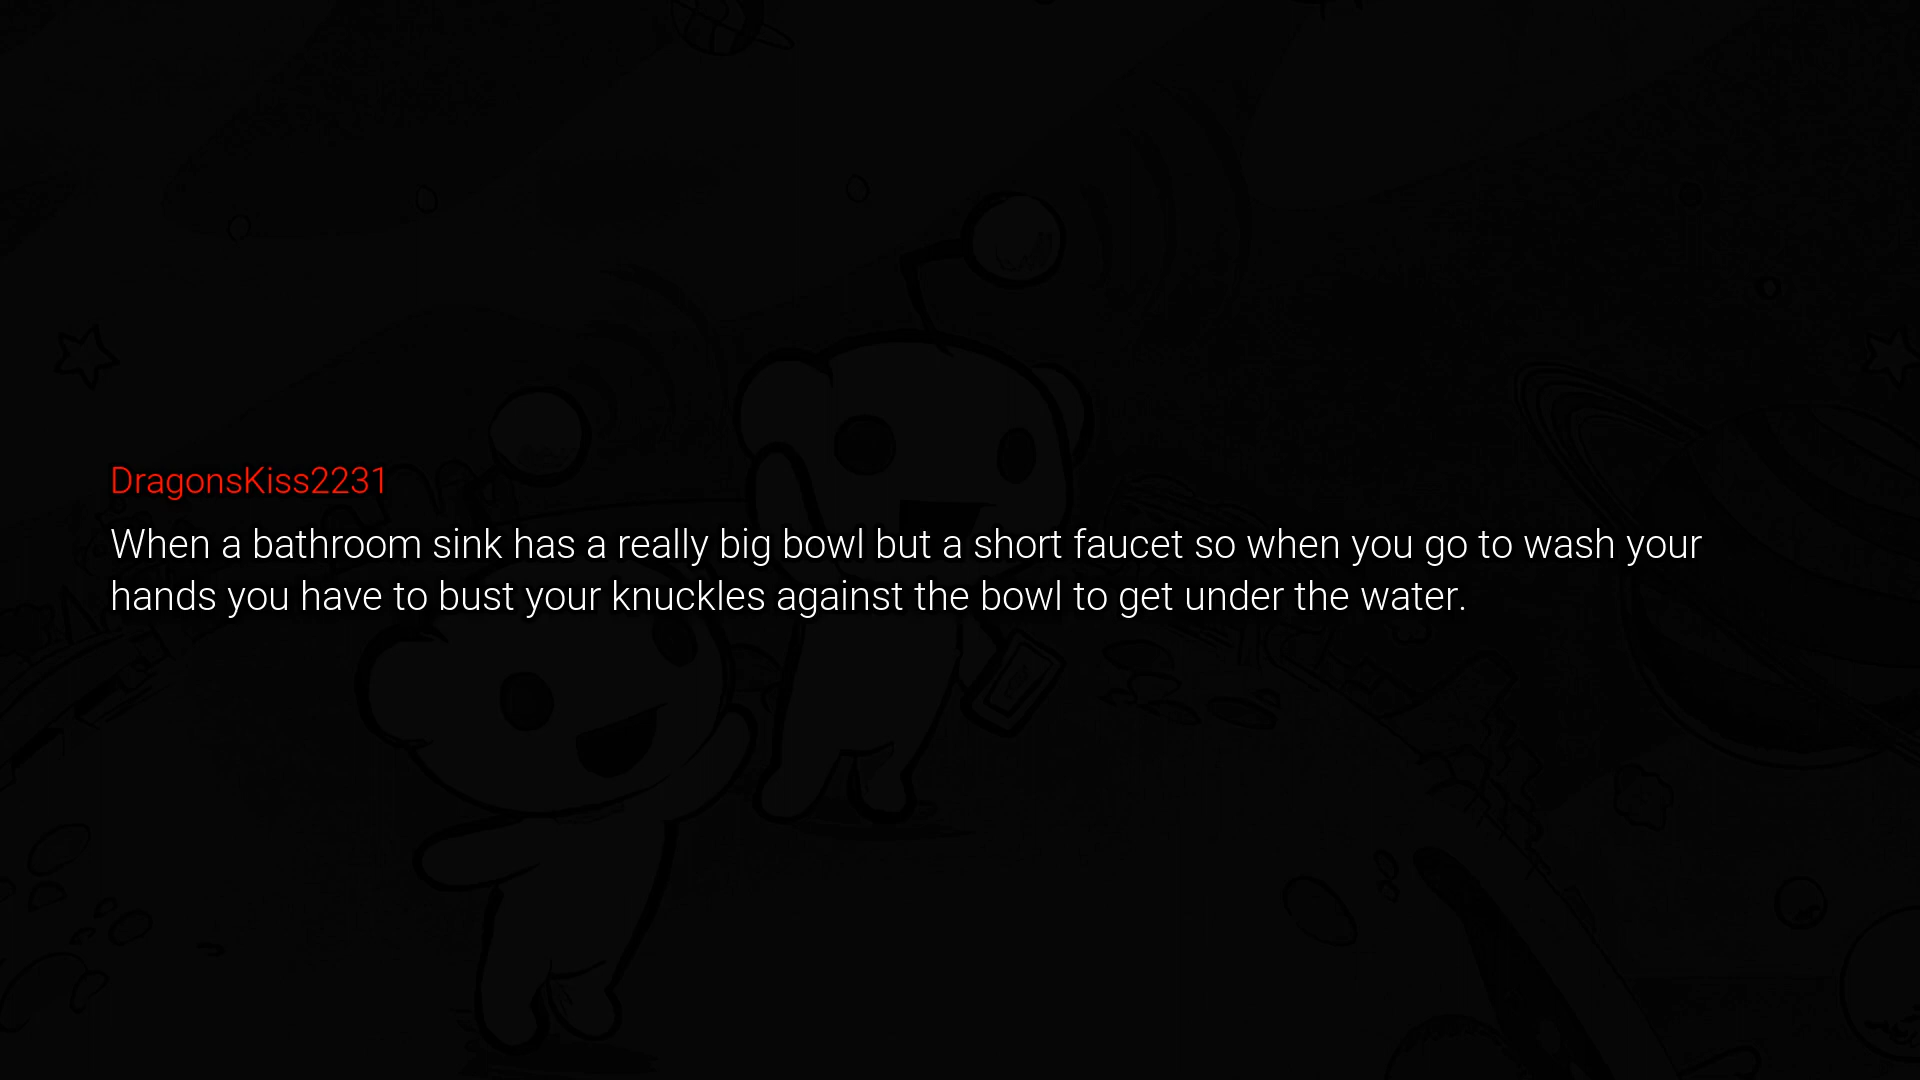 DragonsKiss2231
When a bathroom sink has a really big bowl but a short faucet so when you go to wash your
hands you have to bust your knuckles against the bowl to get under the water.